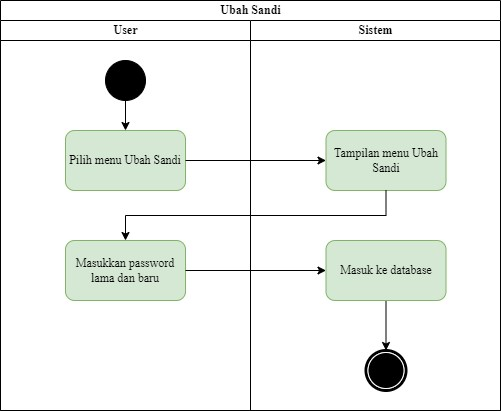 Ubah Sandi
User
Sistem
Pilih menu Ubah Sandi
Tampilan menu Ubah
Sandi
Masukkan password
lama dan baru
Masuk ke database